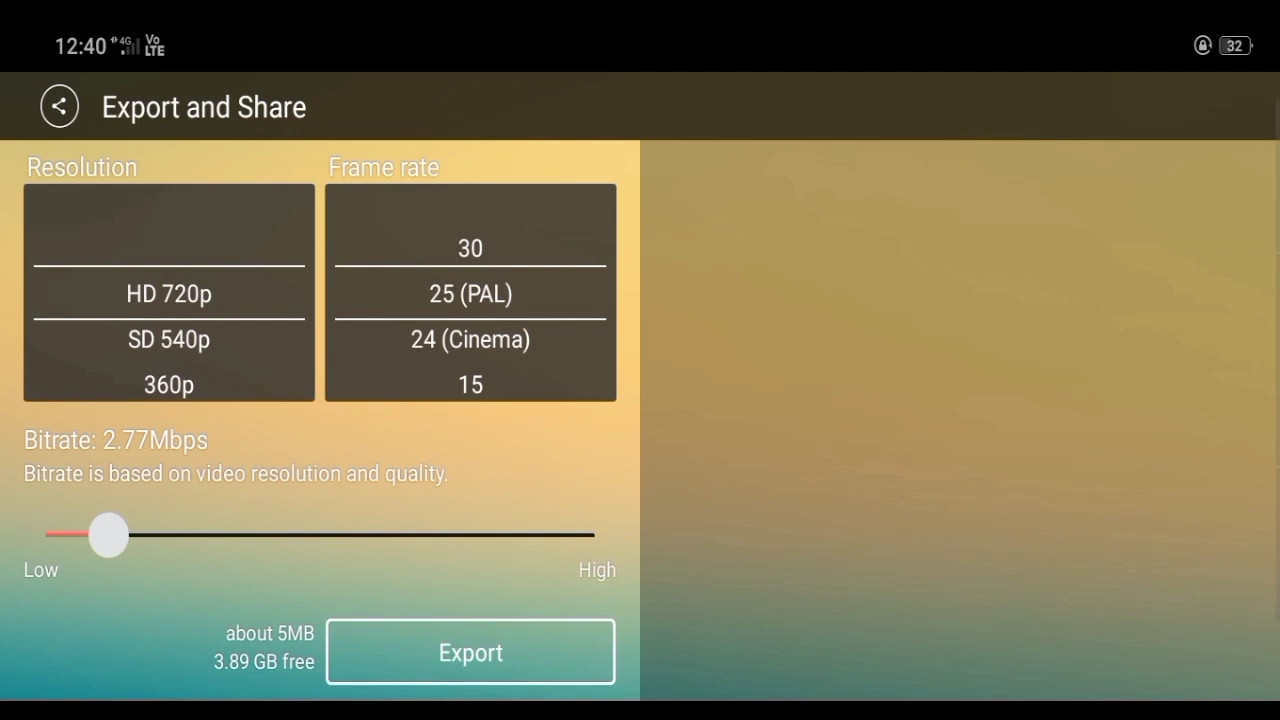 12:40 4G Vo LTE 32
Export and Share
Resolution
Frame rate
HD 720p
SD 540p
360p
30
25 (PAL)
24 (Cinema)
15
Bitrate: 2.77Mbps
Bitrate is based on video resolution and quality.
Low High
about 5MB
3.89 GB free
Export